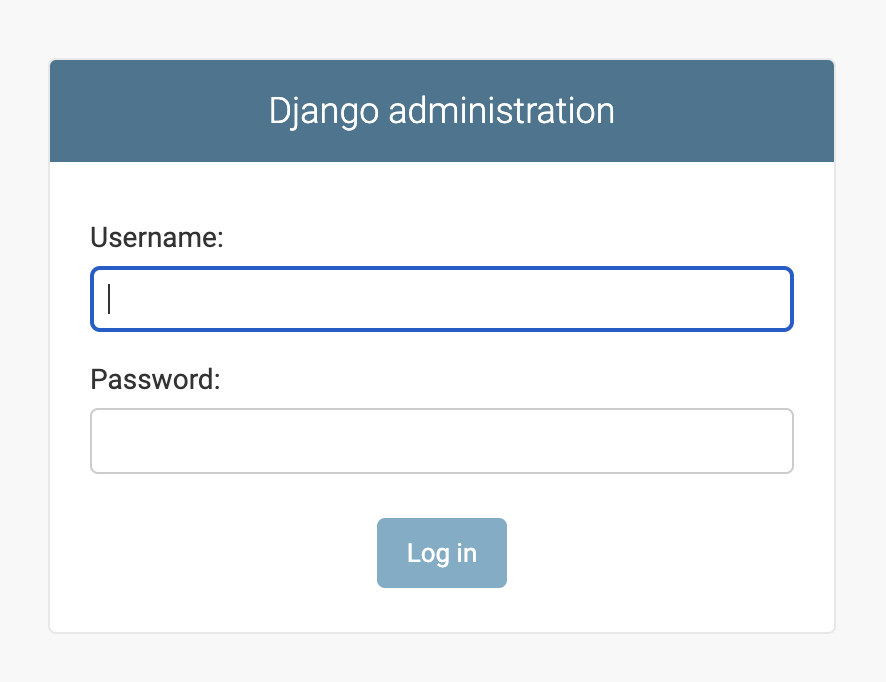 Django administration
Username:
Password:
Log in